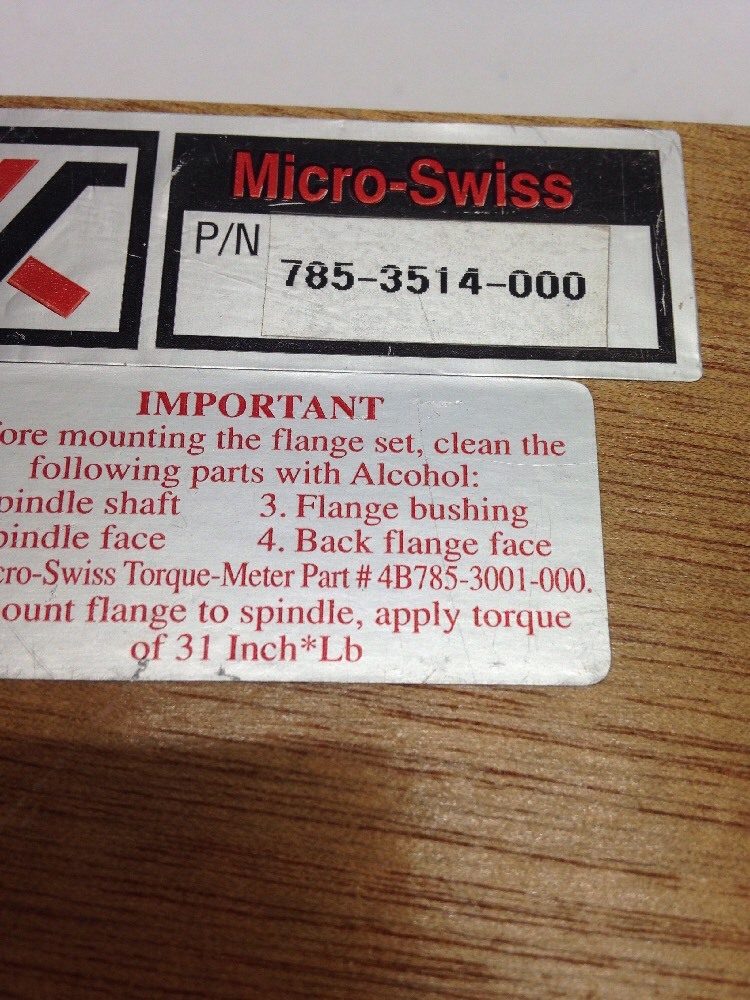 Micro-Swiss
P/N
785-3514-000
IMPORTANT
ore mounting the flange set, clean the
following parts with Alcohol:
pindle shaft 3. Flange bushing
pindle face 4. Back flange face
cro-Swiss Torque-Meter Part # 4B785-3001-000.
ount flange to spindle, apply torque
of 31 Inch*Lb